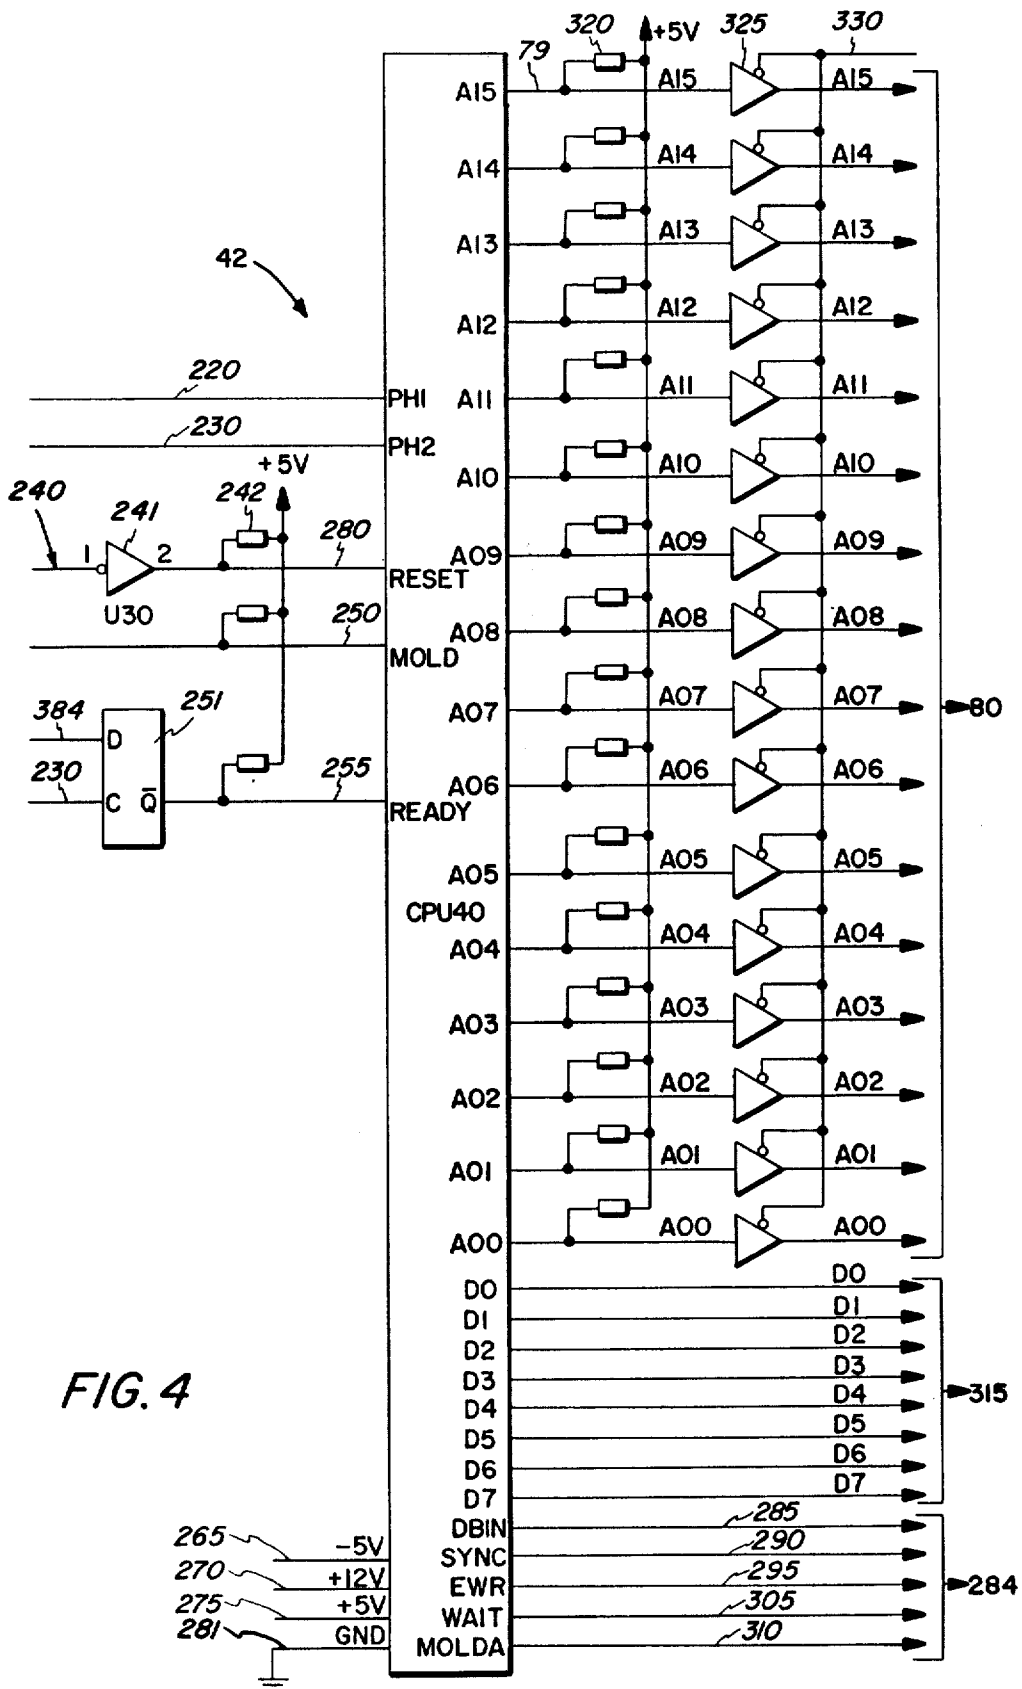 320 +5V 325 330
79
A15 A15 A15
A14 A14 A14
A13 A13 A13
42
A12 A12 A12
220
PH1 A11 A11 A11
230
PH2
+5V
A10 A10 A10
240 241 242
1 2 280
A09 A09 A09
RESET
U30 250
A08 A08 A08
MOLD
384 251
D
A07 A07 A07 80
230 255
C Q̅
A06 A06 A06
READY
A05 A05 A05
CPU40
A04 A04 A04
A03 A03 A03
A02 A02 A02
A01 A01 A01
A00 A00 A00
D0 D0
D1 D1
D2 D2
D3 D3
FIG. 4
315
D4 D4
D5 D5
D6 D6
D7 D7
DBIN 285
265 -5V
SYNC 290
270 +12V
EWR 295 284
275 +5V
WAIT 305
281 GND
MOLDA 310